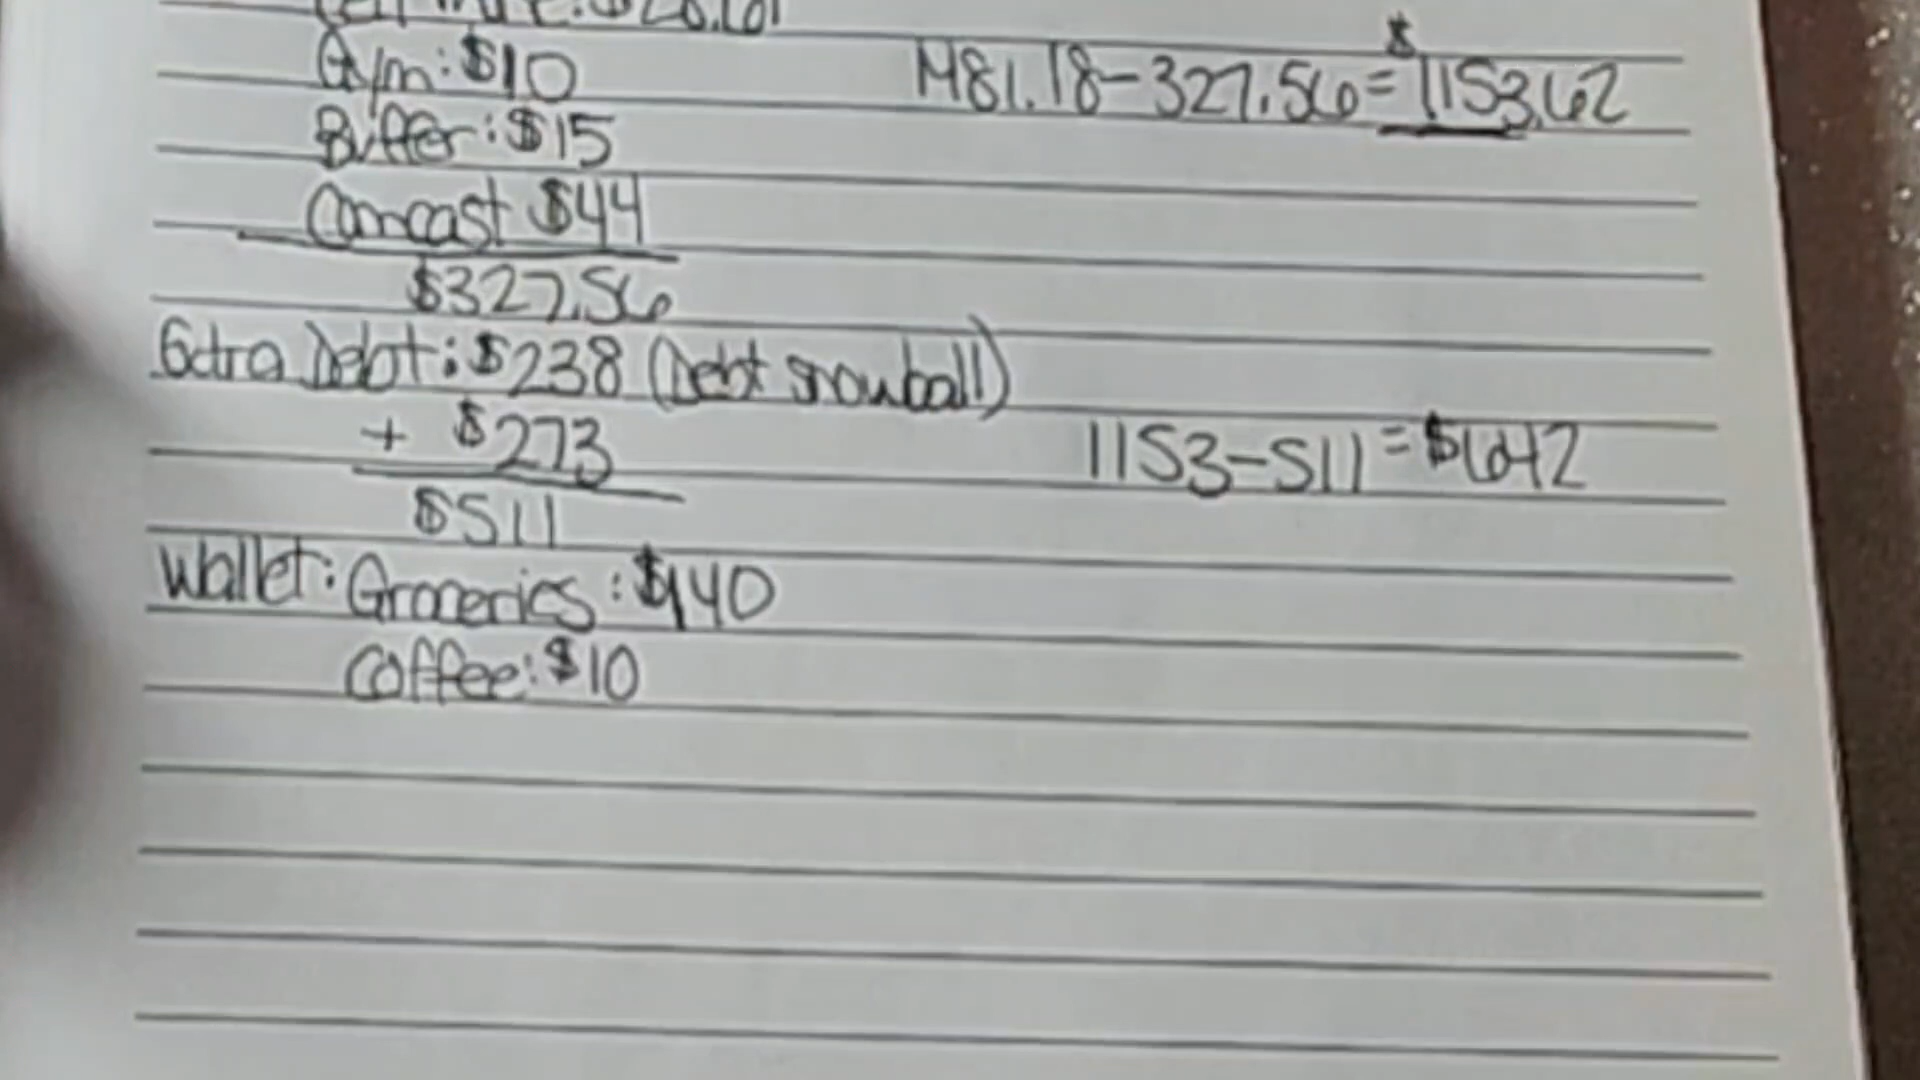 Gym: $10
1481.18-327.56= $1153.62
Buffer: $15
Comcast $44
$327.56
Extra Debt: $238 (Debt snowball)
+ $273
1153-511 = $642
$511
Wallet: Groceries: $140
Coffee: $10